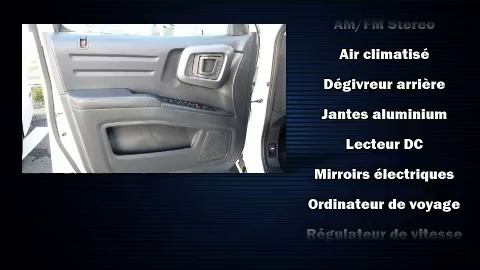 AM/FM Stereo
Air climatisé
Dégivreur arrière
Jantes aluminium
Lecteur DC
Mirroirs électriques
Ordinateur de voyage
Régulateur de vitesse